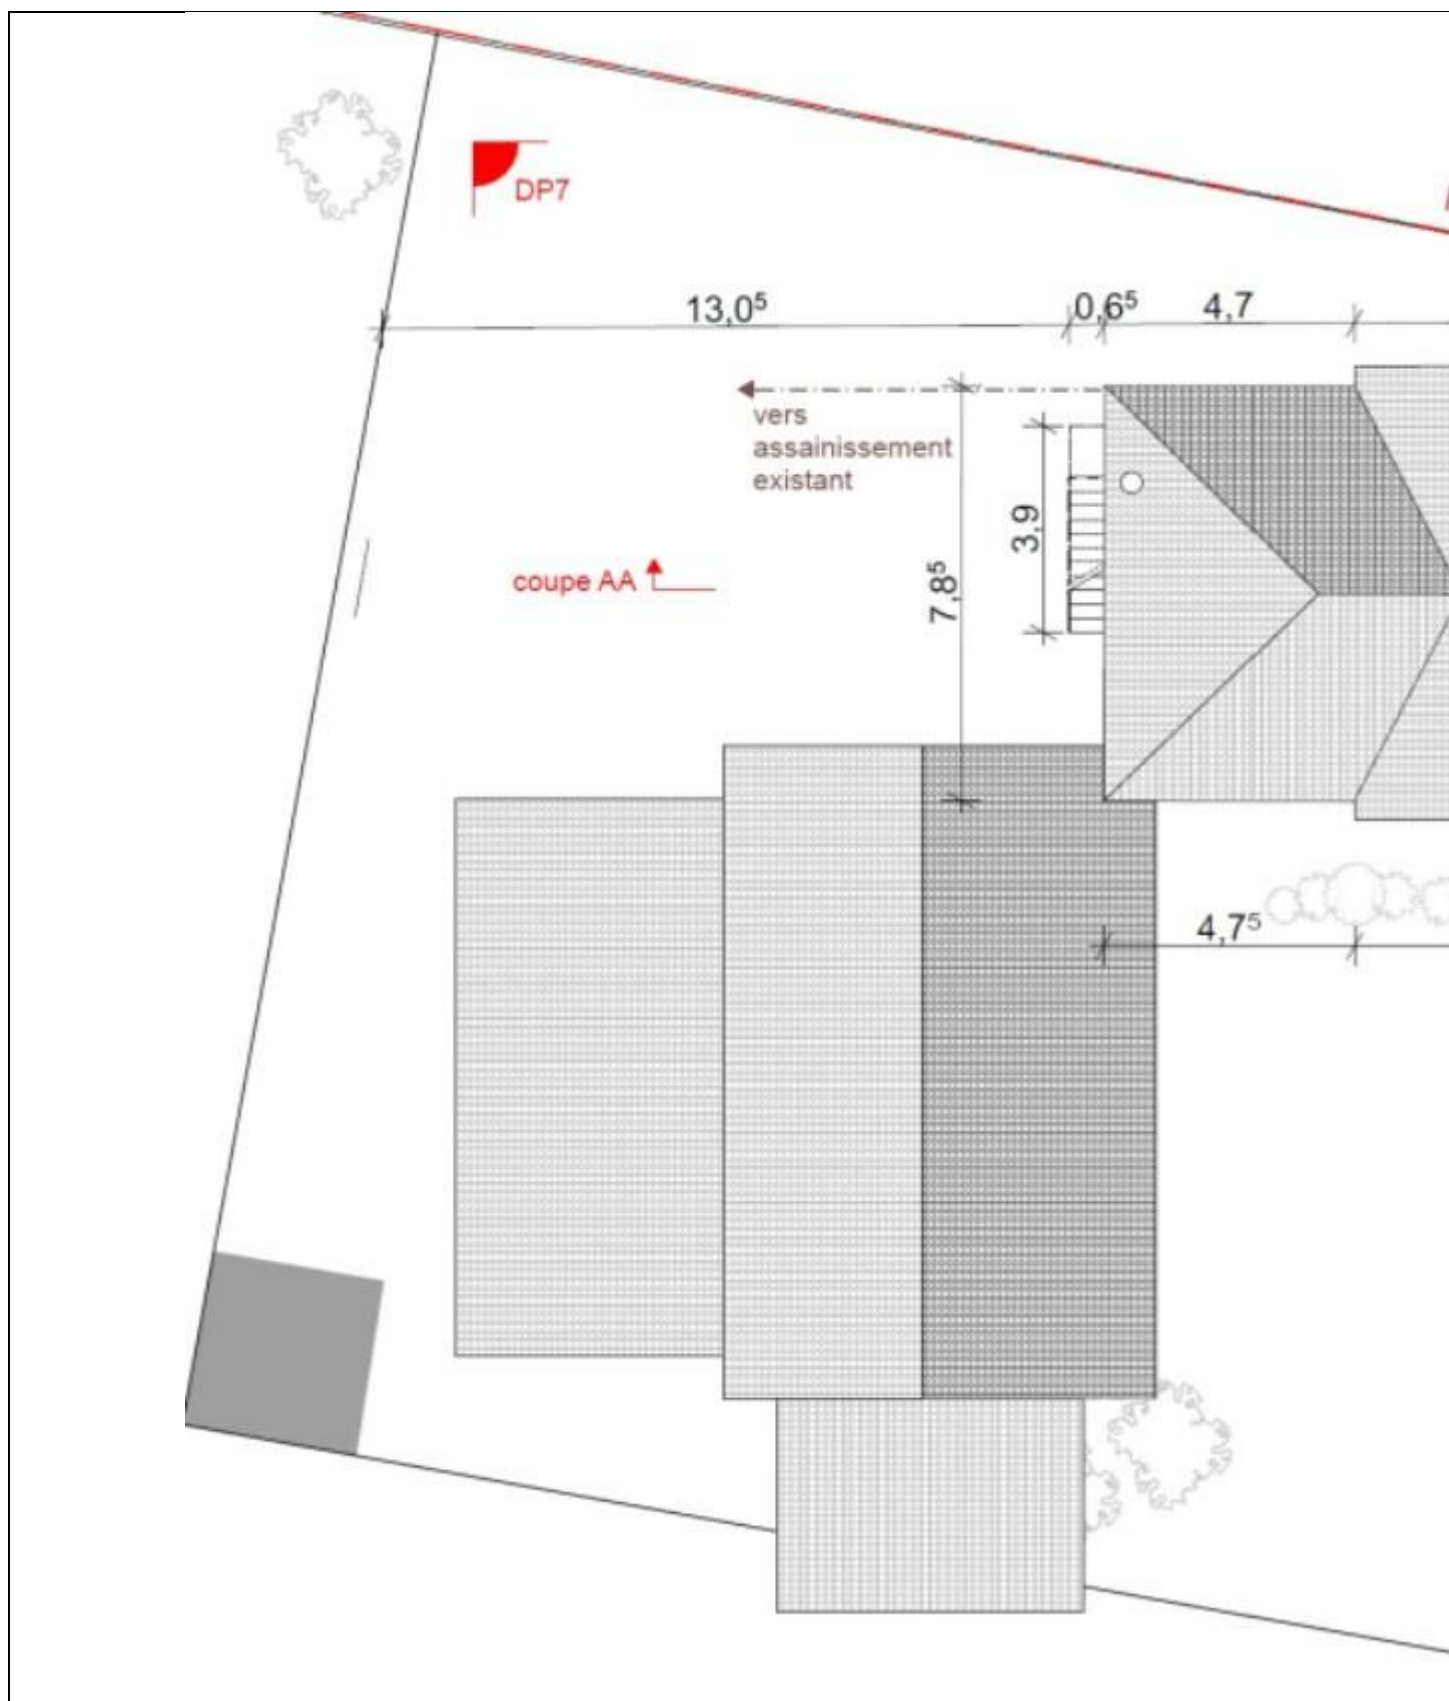 DP7
13,0⁵
0,6⁵
4,7
vers
assainissement
existant
3,9
7,8⁵
coupe AA
4,7⁵